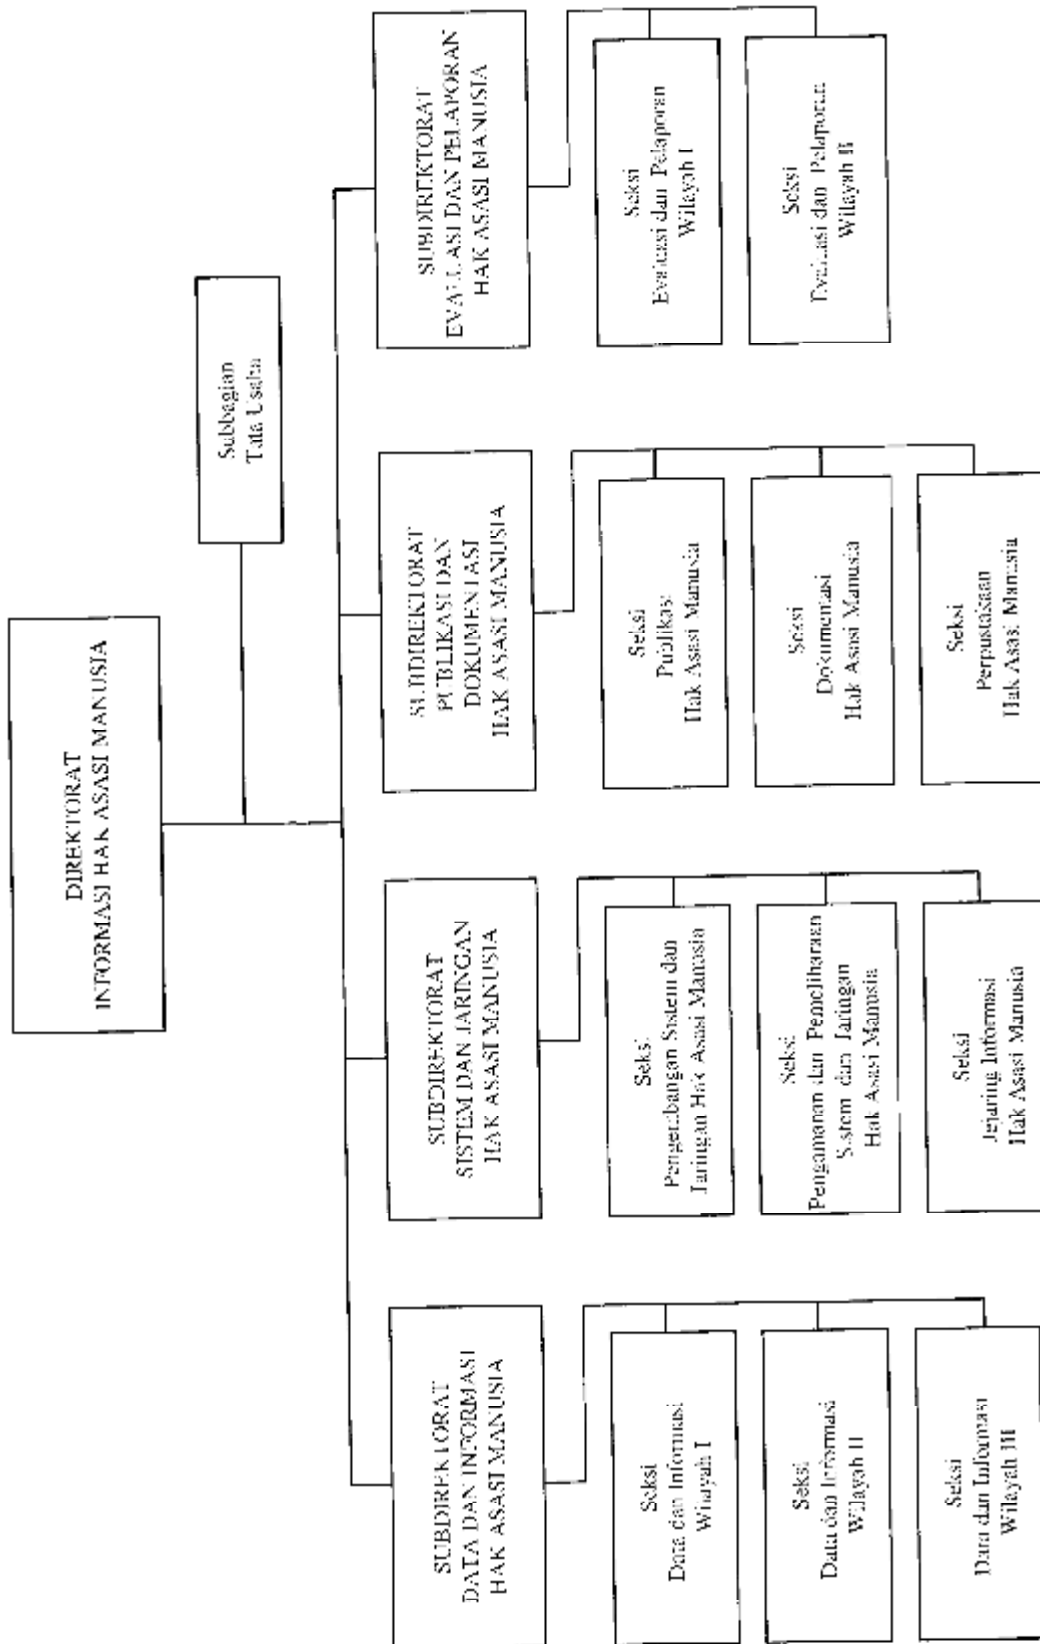 DIREKTORAT
INFORMASI HAK ASASI MANUSIA
Subbagian
Tata Usaha
SUBDIREKTORAT
DATA DAN INFORMASI
HAK ASASI MANUSIA
SUBDIREKTORAT
SISTEM DAN JARINGAN
HAK ASASI MANUSIA
SUBDIREKTORAT
PUBLIKASI DAN
DOKUMENTASI
HAK ASASI MANUSIA
SUBDIREKTORAT
EVALUASI DAN PELAPORAN
HAK ASASI MANUSIA
Seksi
Data dan Informasi
Wilayah I
Seksi
Data dan Informasi
Wilayah II
Seksi
Data dan Informasi
Wilayah III
Seksi
Pengembangan Sistem dan
Jaringan Hak Asasi Manusia
Seksi
Pengamanan dan Pemeliharaan
Sistem dan Jaringan
Hak Asasi Manusia
Seksi
Jejaring Informasi
Hak Asasi Manusia
Seksi
Publikasi
Hak Asasi Manusia
Seksi
Dokumentasi
Hak Asasi Manusia
Seksi
Perpustakaan
Hak Asasi Manusia
Seksi
Evaluasi dan Pelaporan
Wilayah I
Seksi
Evaluasi dan Pelaporan
Wilayah II